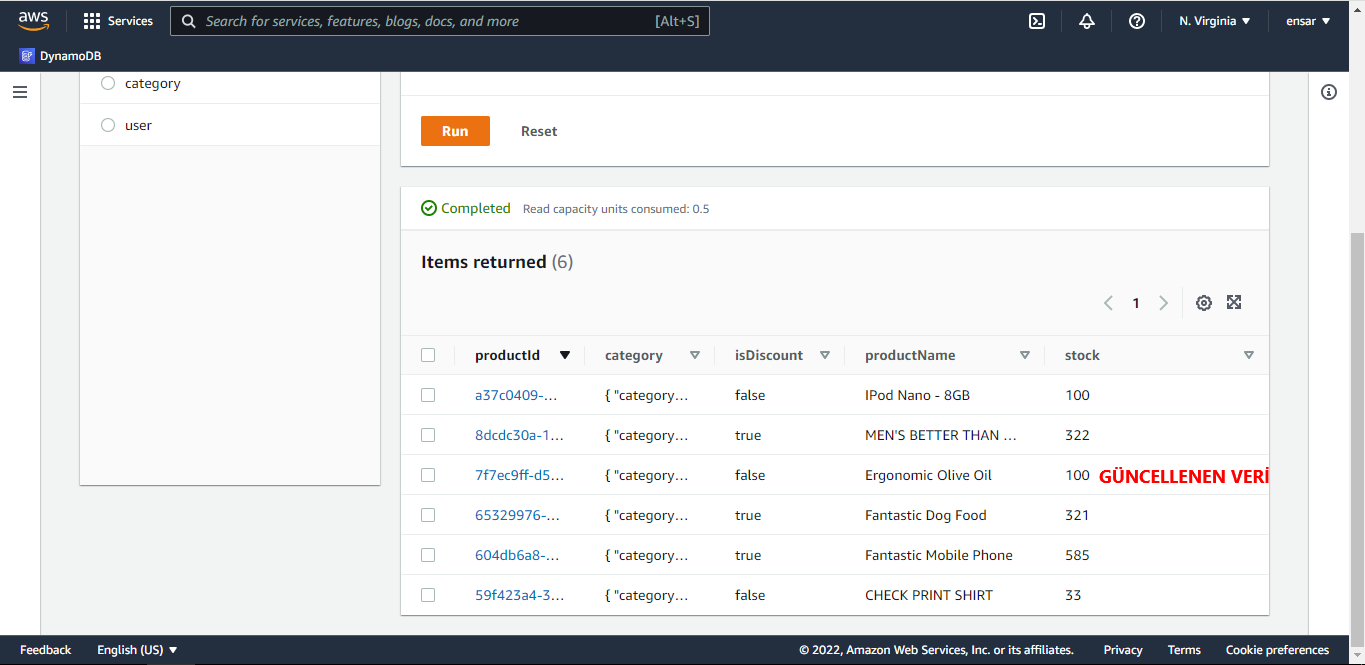 aws Services Search for services, features, blogs, docs, and more [Alt+S] N. Virginia ensar
DynamoDB
category
user
Run Reset
Completed Read capacity units consumed: 0.5
Items returned (6)
1
productId category isDiscount productName stock
a37c0409-... { "category... false IPod Nano - 8GB 100
8dcdc30a-1... { "category... true MEN'S BETTER THAN ... 322
7f7ec9ff-d5... { "category... false Ergonomic Olive Oil 100 GÜNCELLENEN VERİ
65329976-... { "category... true Fantastic Dog Food 321
604db6a8-... { "category... true Fantastic Mobile Phone 585
59f423a4-3... { "category... false CHECK PRINT SHIRT 33
Feedback English (US) © 2022, Amazon Web Services, Inc. or its affiliates. Privacy Terms Cookie preferences